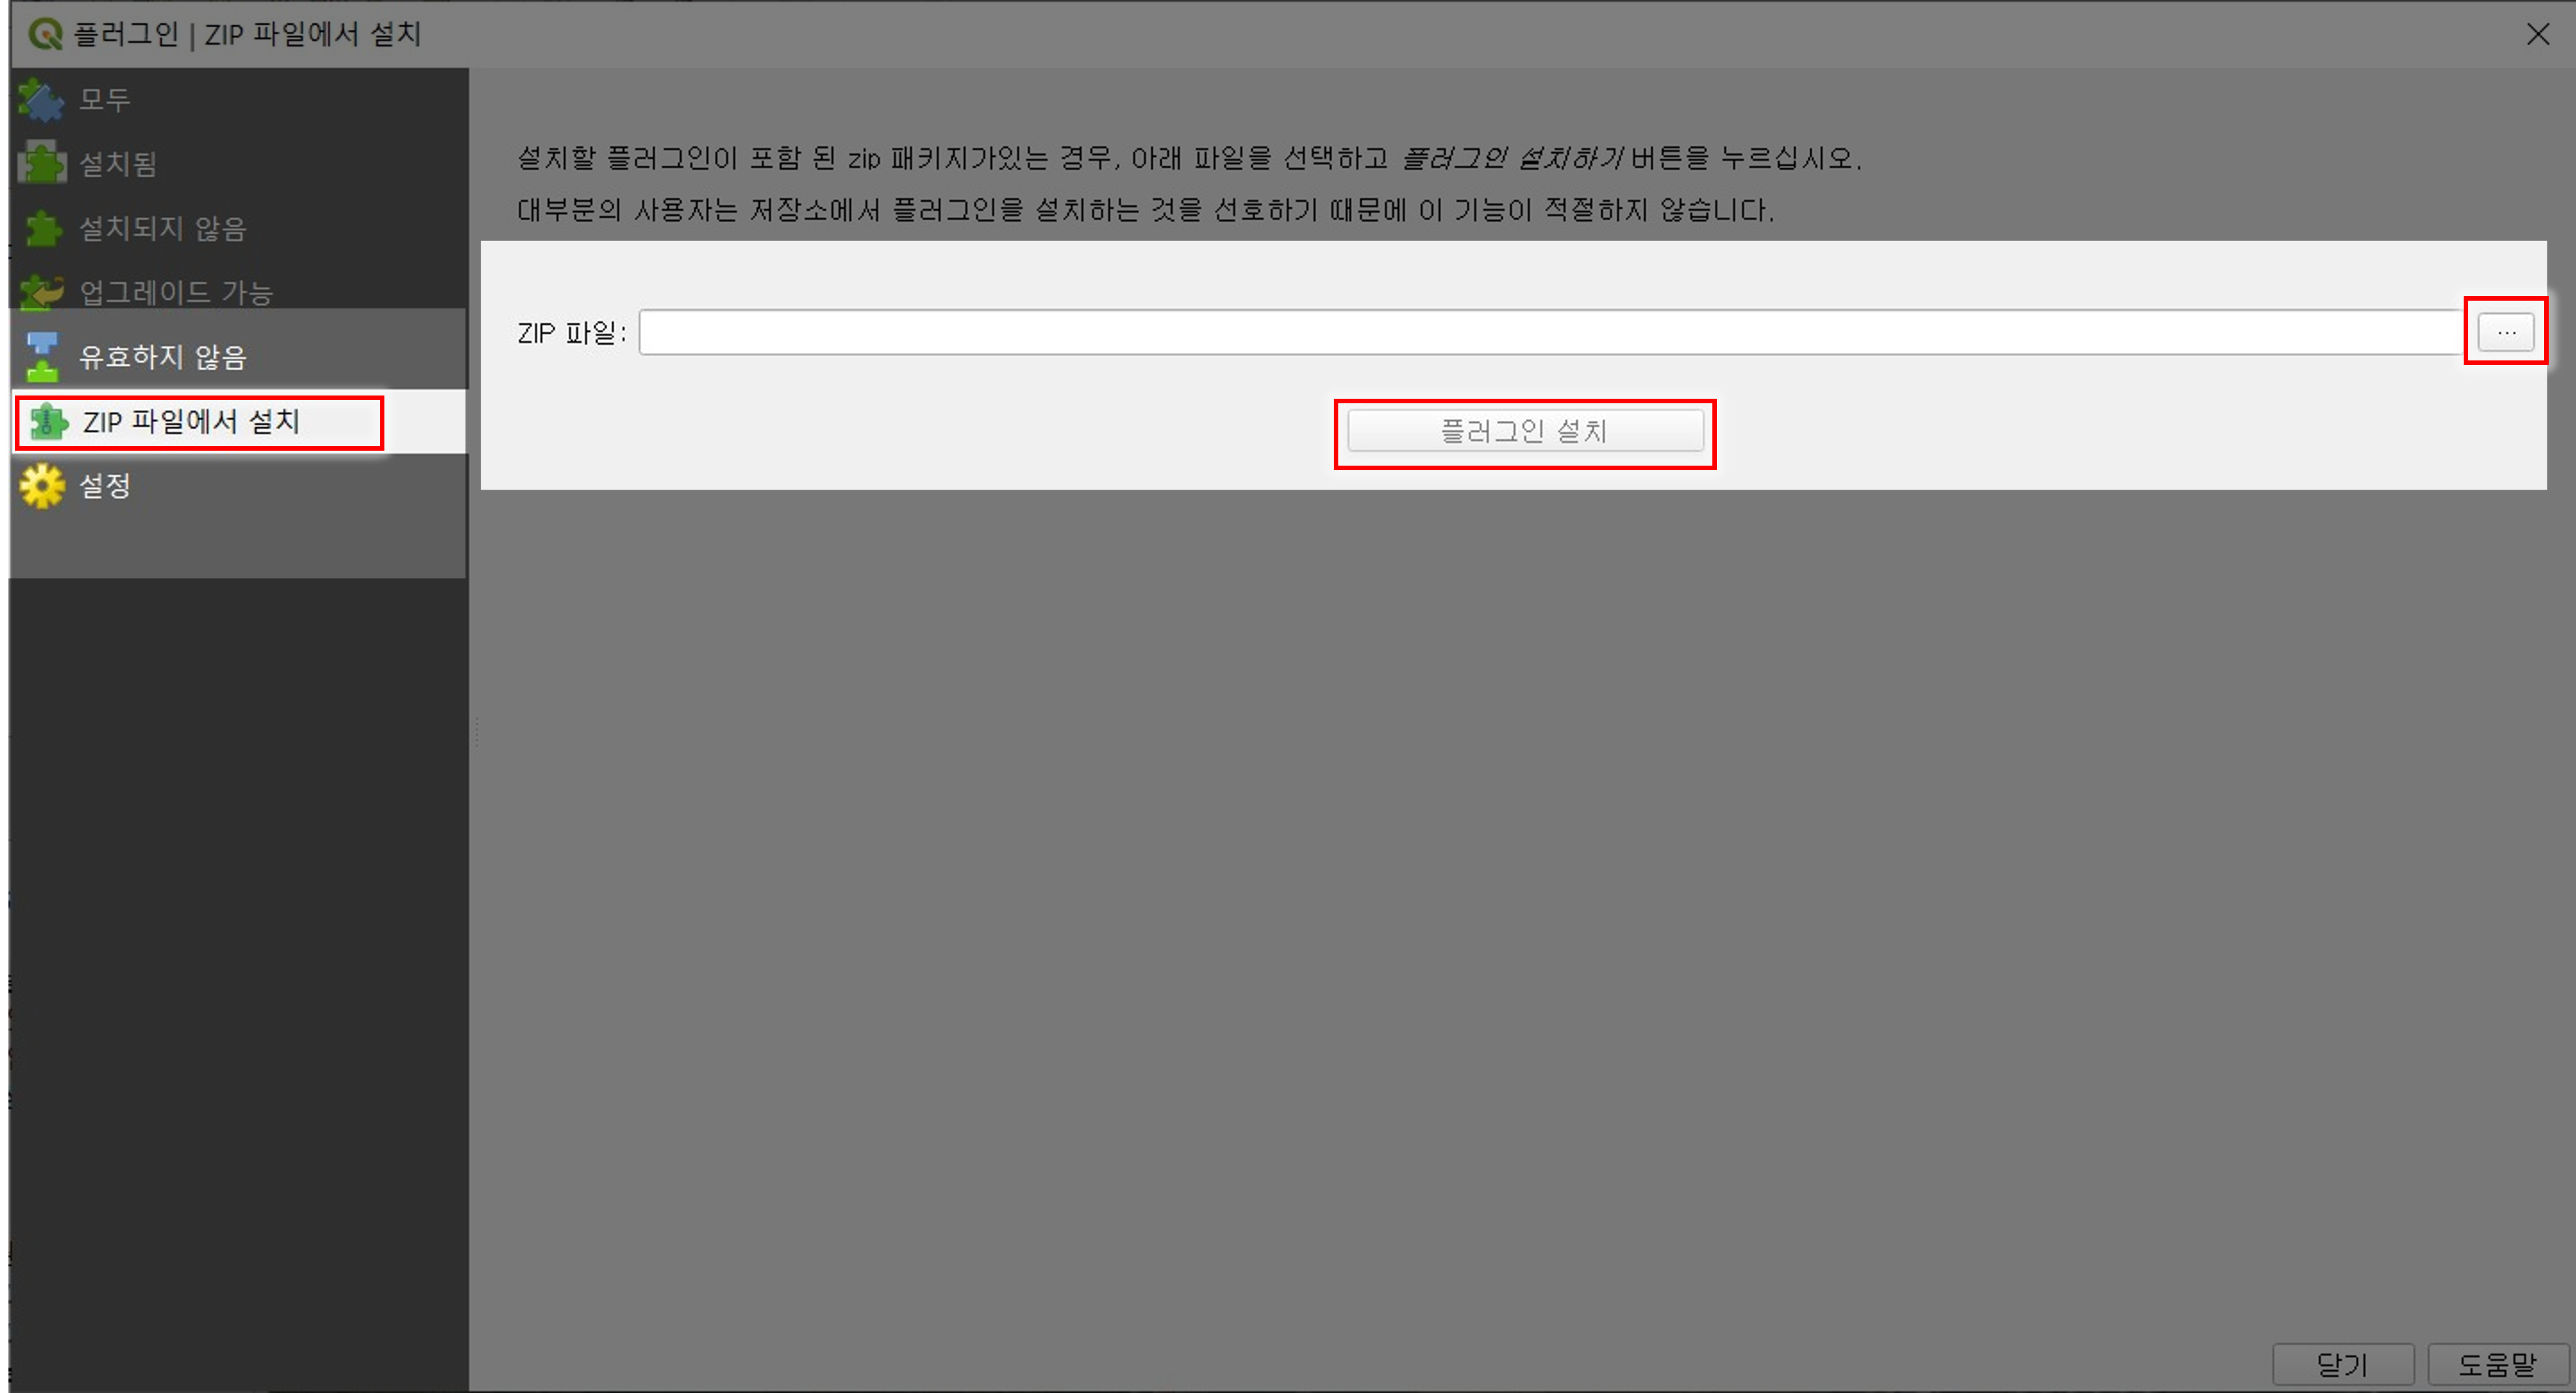 플러그인 | ZIP 파일에서 설치
모두
설치됨
설치되지 않음
업그레이드 가능
유효하지 않음
ZIP 파일에서 설치
설정
설치할 플러그인이 포함 된 zip 패키지가있는 경우, 아래 파일을 선택하고 플러그인 설치하기 버튼을 누르십시오.
대부분의 사용자는 저장소에서 플러그인을 설치하는 것을 선호하기 때문에 이 기능이 적절하지 않습니다.
ZIP 파일: ...
플러그인 설치
닫기 도움말